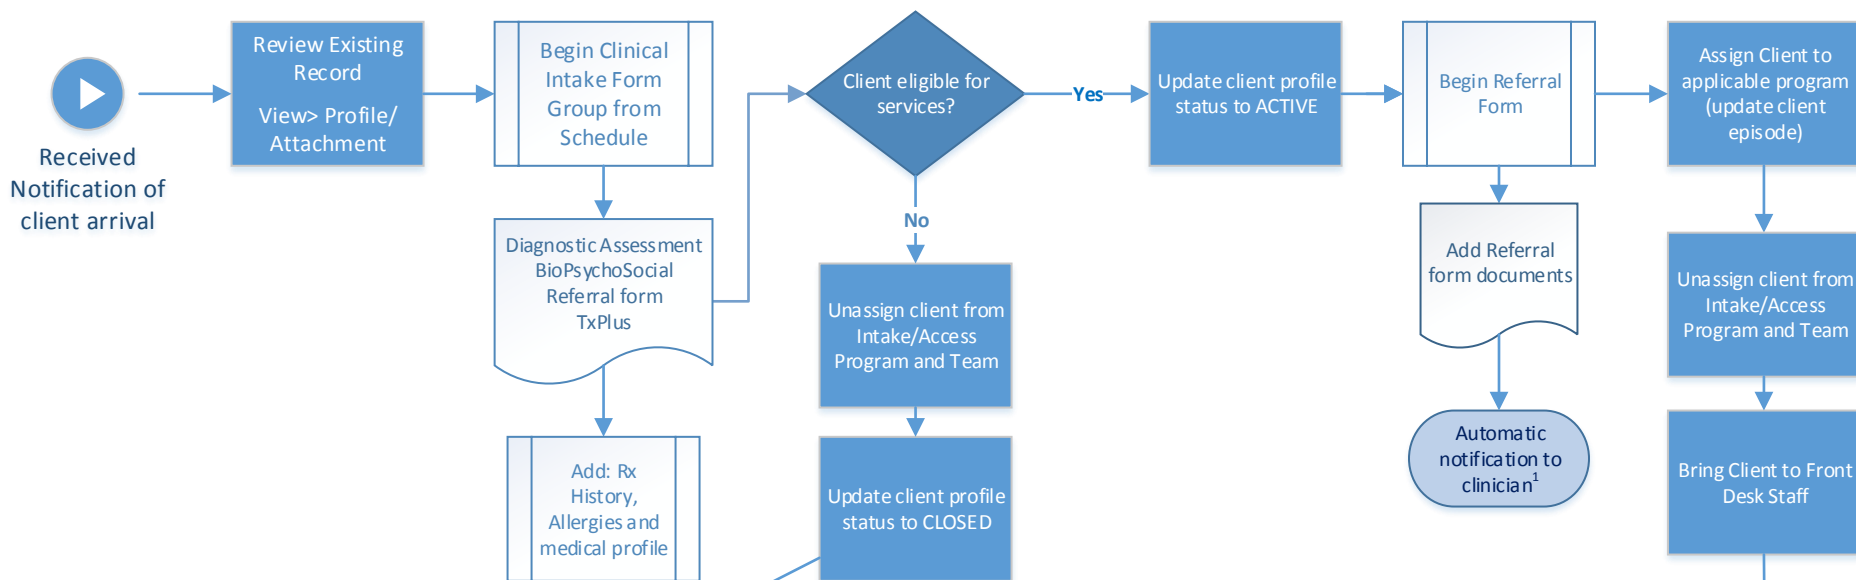 Received
Notification of
client arrival
Review Existing
Record
View> Profile/
Attachment
Begin Clinical
Intake Form
Group from
Schedule
Diagnostic Assessment
BioPsychoSocial
Referral form
TxPlus
Add: Rx
History,
Allergies and
medical profile
Client eligible for
services?
Yes
No
Unassign client from
Intake/Access
Program and Team
Update client profile
status to CLOSED
Update client profile
status to ACTIVE
Begin Referral
Form
Add Referral
form documents
Automatic
notification to
clinician¹
Assign Client to
applicable program
(update client
episode)
Unassign client from
Intake/Access
Program and Team
Bring Client to Front
Desk Staff